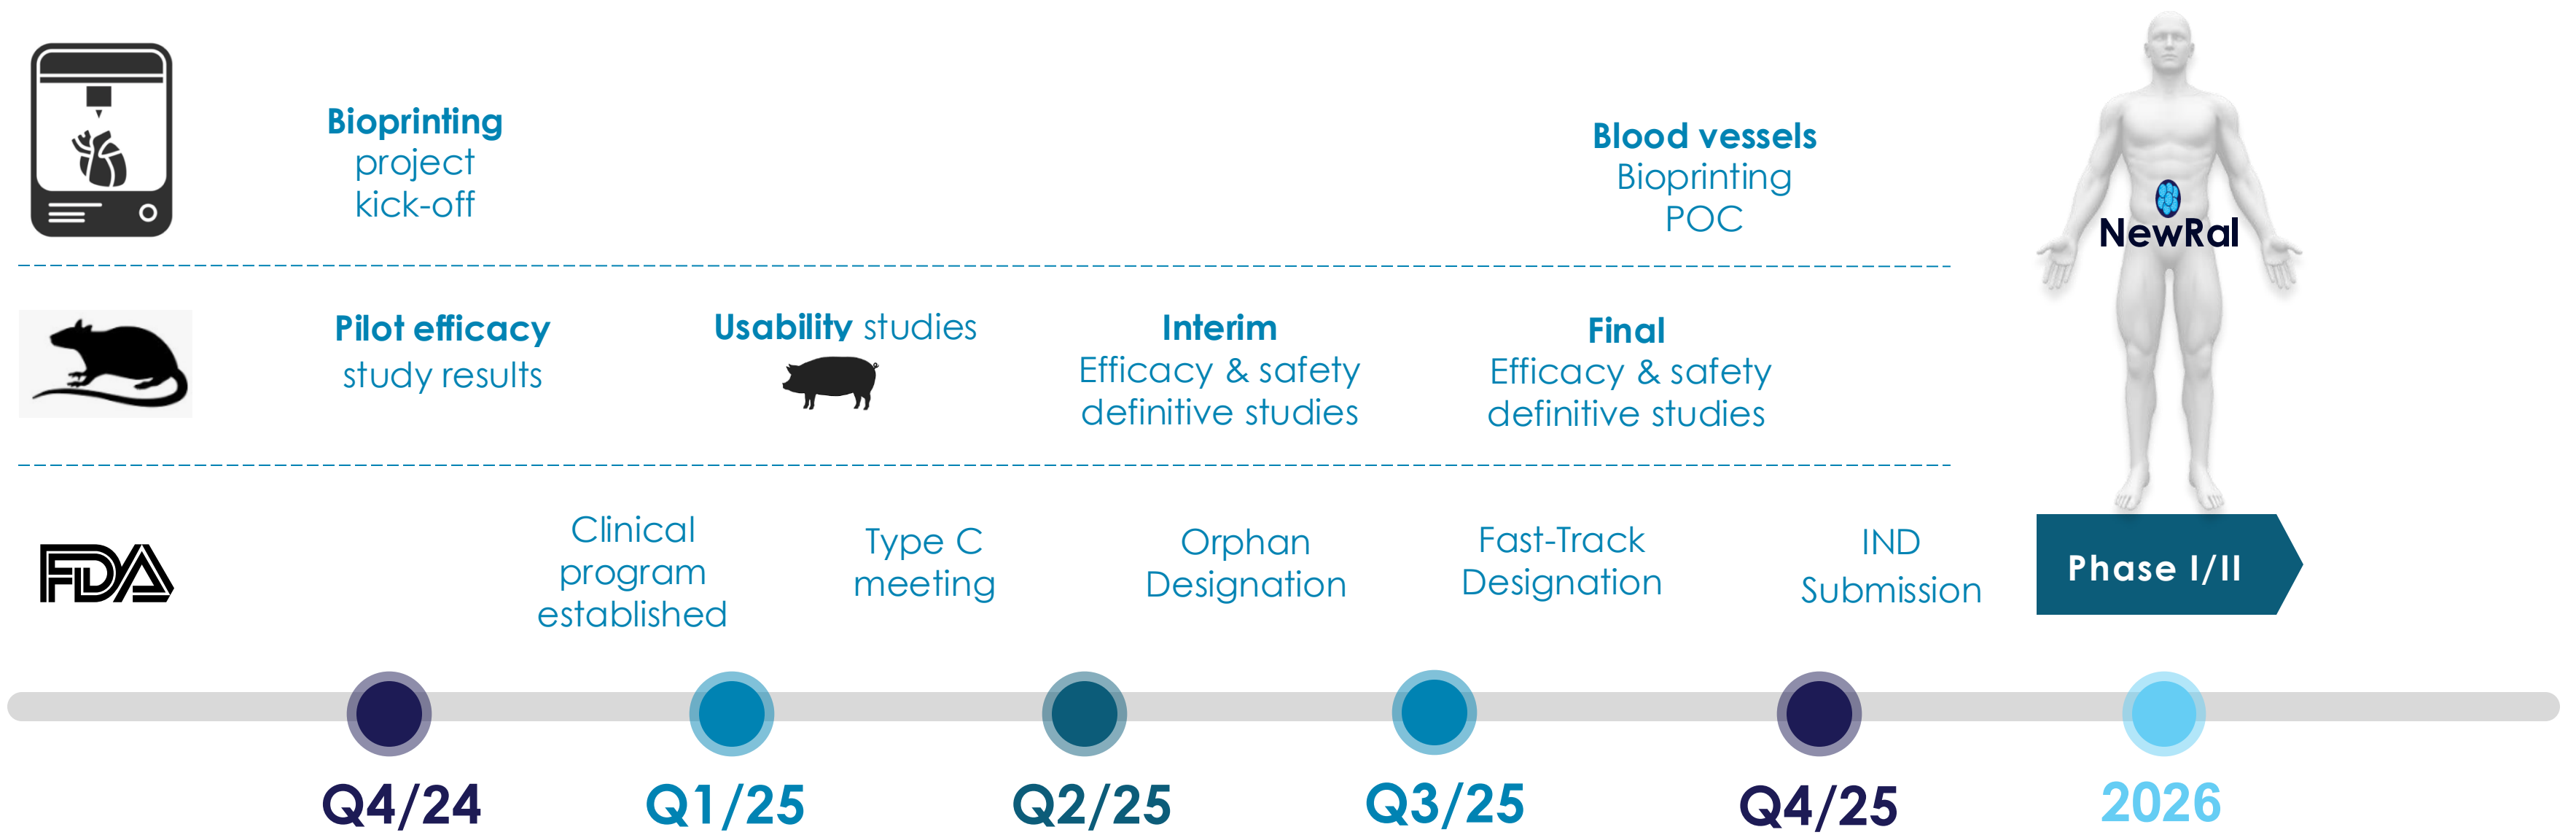 Bioprinting
project
kick-off
Blood vessels
Bioprinting
POC
NewRal
Pilot efficacy
study results
Usability studies
Interim
Efficacy & safety
definitive studies
Final
Efficacy & safety
definitive studies
FDA
Clinical
program
established
Type C
meeting
Orphan
Designation
Fast-Track
Designation
IND
Submission
Phase I/II
Q4/24
Q1/25
Q2/25
Q3/25
Q4/25
2026